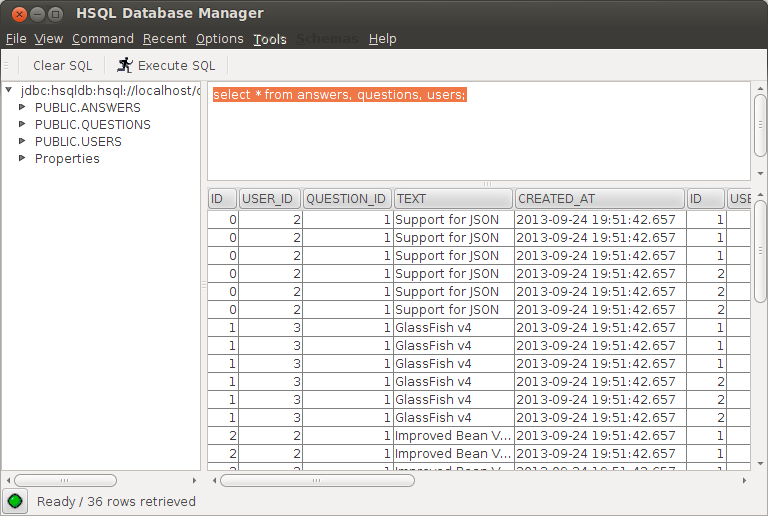 HSQL Database Manager
File View Command Recent Options Tools Schemas Help
Clear SQL Execute SQL
jdbc:hsqldb:hsql://localhost/
PUBLIC.ANSWERS
PUBLIC.QUESTIONS
PUBLIC.USERS
Properties
select * from answers, questions, users;
ID USER_ID QUESTION_ID TEXT CREATED_AT ID USE
0 2 1 Support for JSON 2013-09-24 19:51:42.657 1
0 2 1 Support for JSON 2013-09-24 19:51:42.657 1
0 2 1 Support for JSON 2013-09-24 19:51:42.657 1
0 2 1 Support for JSON 2013-09-24 19:51:42.657 2
0 2 1 Support for JSON 2013-09-24 19:51:42.657 2
0 2 1 Support for JSON 2013-09-24 19:51:42.657 2
1 3 1 GlassFish v4 2013-09-24 19:51:42.657 1
1 3 1 GlassFish v4 2013-09-24 19:51:42.657 1
1 3 1 GlassFish v4 2013-09-24 19:51:42.657 1
1 3 1 GlassFish v4 2013-09-24 19:51:42.657 2
1 3 1 GlassFish v4 2013-09-24 19:51:42.657 2
1 3 1 GlassFish v4 2013-09-24 19:51:42.657 2
2 2 1 Improved Bean V... 2013-09-24 19:51:42.657 1
2 2 1 Improved Bean V... 2013-09-24 19:51:42.657 1
2 2 1 Improved Bean V... 2013-09-24 19:51:42.657 1
Ready / 36 rows retrieved